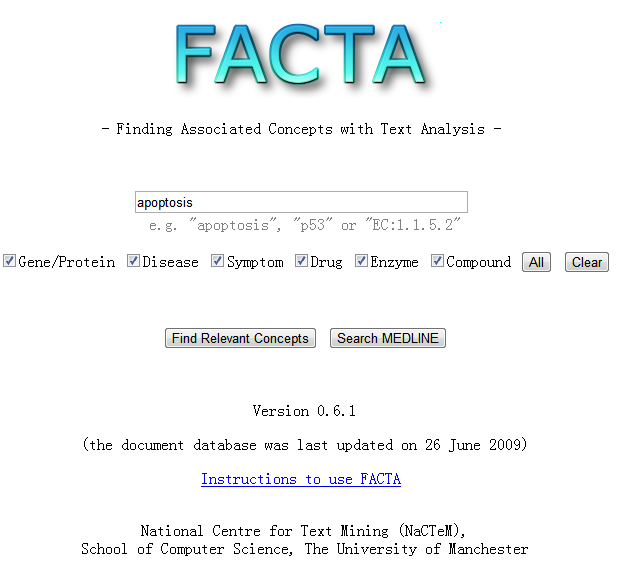 FACTA
- Finding Associated Concepts with Text Analysis -
apoptosis
e.g. "apoptosis", "p53" or "EC:1.1.5.2"
Gene/Protein Disease Symptom Drug Enzyme Compound All Clear
Find Relevant Concepts Search MEDLINE
Version 0.6.1
(the document database was last updated on 26 June 2009)
Instructions to use FACTA
National Centre for Text Mining (NaCTeM),
School of Computer Science, The University of Manchester